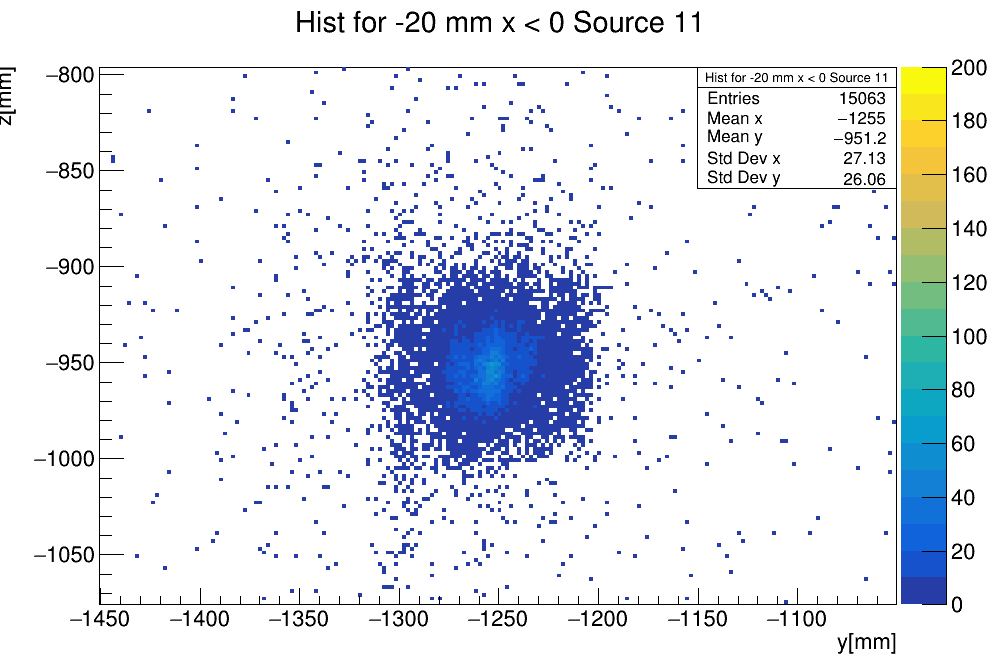 Hist for -20 mm x < 0 Source 11
z[mm]
−800
−850
−900
−950
−1000
−1050
−1450
−1400
−1350
−1300
−1250
−1200
−1150
−1100
y[mm]
Hist for -20 mm x < 0 Source 11
Entries 15063
Mean x −1255
Mean y −951.2
Std Dev x 27.13
Std Dev y 26.06
200
180
160
140
120
100
80
60
40
20
0